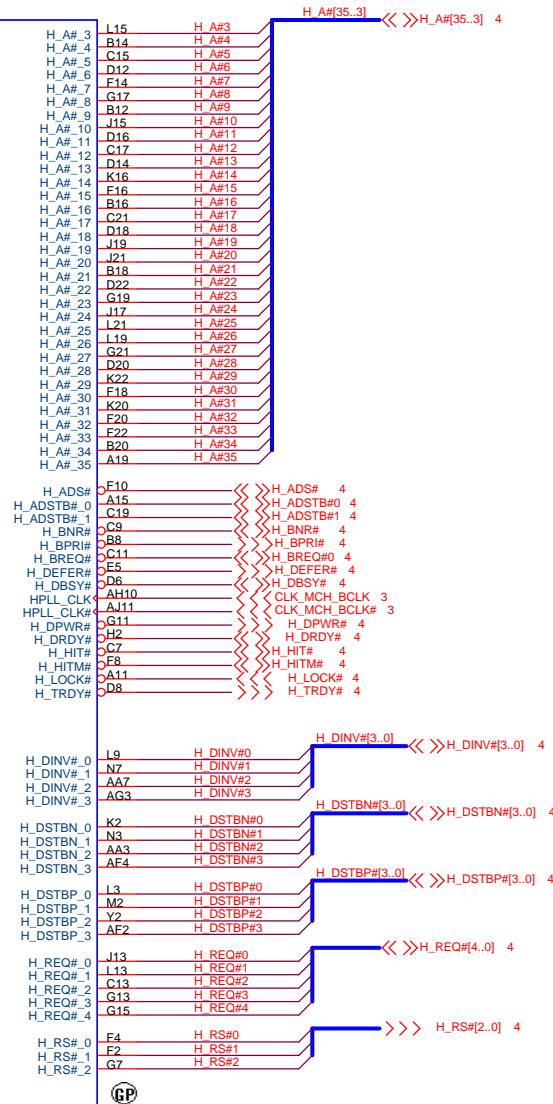 H_A#[35..3] H_A#[35..3] 4
H_A#_3 L15 H_A#3
H_A#_4 B14 H_A#4
H_A#_5 C15 H_A#5
H_A#_6 D12 H_A#6
H_A#_7 F14 H_A#7
H_A#_8 G17 H_A#8
H_A#_9 B12 H_A#9
H_A#_10 J15 H_A#10
H_A#_11 D16 H_A#11
H_A#_12 C17 H_A#12
H_A#_13 D14 H_A#13
H_A#_14 K16 H_A#14
H_A#_15 F16 H_A#15
H_A#_16 B16 H_A#16
H_A#_17 C21 H_A#17
H_A#_18 D18 H_A#18
H_A#_19 J19 H_A#19
H_A#_20 J21 H_A#20
H_A#_21 B18 H_A#21
H_A#_22 D22 H_A#22
H_A#_23 G19 H_A#23
H_A#_24 J17 H_A#24
H_A#_25 L21 H_A#25
H_A#_26 L19 H_A#26
H_A#_27 G21 H_A#27
H_A#_28 D20 H_A#28
H_A#_29 K22 H_A#29
H_A#_30 F18 H_A#30
H_A#_31 K20 H_A#31
H_A#_32 F20 H_A#32
H_A#_33 F22 H_A#33
H_A#_34 B20 H_A#34
H_A#_35 A19 H_A#35
H_ADS# F10 H_ADS# 4
H_ADSTB#_0 A15 H_ADSTB#0 4
H_ADSTB#_1 C19 H_ADSTB#1 4
H_BNR# C9 H_BNR# 4
H_BPRI# B8 H_BPRI# 4
H_BREQ# C11 H_BREQ#0 4
H_DEFER# E5 H_DEFER# 4
H_DBSY# D6 H_DBSY# 4
HPLL_CLK AH10 CLK_MCH_BCLK 3
HPLL_CLK# AJ11 CLK_MCH_BCLK# 3
H_DPWR# G11 H_DPWR# 4
H_DRDY# H2 H_DRDY# 4
H_HIT# C7 H_HIT# 4
H_HITM# F8 H_HITM# 4
H_LOCK# A11 H_LOCK# 4
H_TRDY# D8 H_TRDY# 4
H_DINV#[3..0] H_DINV#[3..0] 4
H_DINV#_0 L9 H_DINV#0
H_DINV#_1 N7 H_DINV#1
H_DINV#_2 AA7 H_DINV#2
H_DINV#_3 AG3 H_DINV#3
H_DSTBN#[3..0] H_DSTBN#[3..0] 4
H_DSTBN_0 K2 H_DSTBN#0
H_DSTBN_1 N3 H_DSTBN#1
H_DSTBN_2 AA3 H_DSTBN#2
H_DSTBN_3 AF4 H_DSTBN#3
H_DSTBP#[3..0] H_DSTBP#[3..0] 4
H_DSTBP_0 L3 H_DSTBP#0
H_DSTBP_1 M2 H_DSTBP#1
H_DSTBP_2 Y2 H_DSTBP#2
H_DSTBP_3 AF2 H_DSTBP#3
H_REQ#[4..0] 4
H_REQ#_0 J13 H_REQ#0
H_REQ#_1 L13 H_REQ#1
H_REQ#_2 C13 H_REQ#2
H_REQ#_3 G13 H_REQ#3
H_REQ#_4 G15 H_REQ#4
H_RS#[2..0] 4
H_RS#_0 F4 H_RS#0
H_RS#_1 F2 H_RS#1
H_RS#_2 G7 H_RS#2
GP